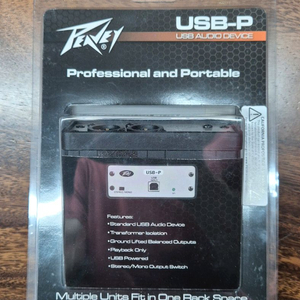 PEAVEY®
USB-P
USB AUDIO DEVICE
Professional and Portable
USB-P
Features:
•Standard USB Audio Device
•Transformer Isolation
•Ground Lifted Balanced Outputs
•Playback Only
•USB Powered
•Stereo/Mono Output Switch
Multiple Units Fit in One Rack Space